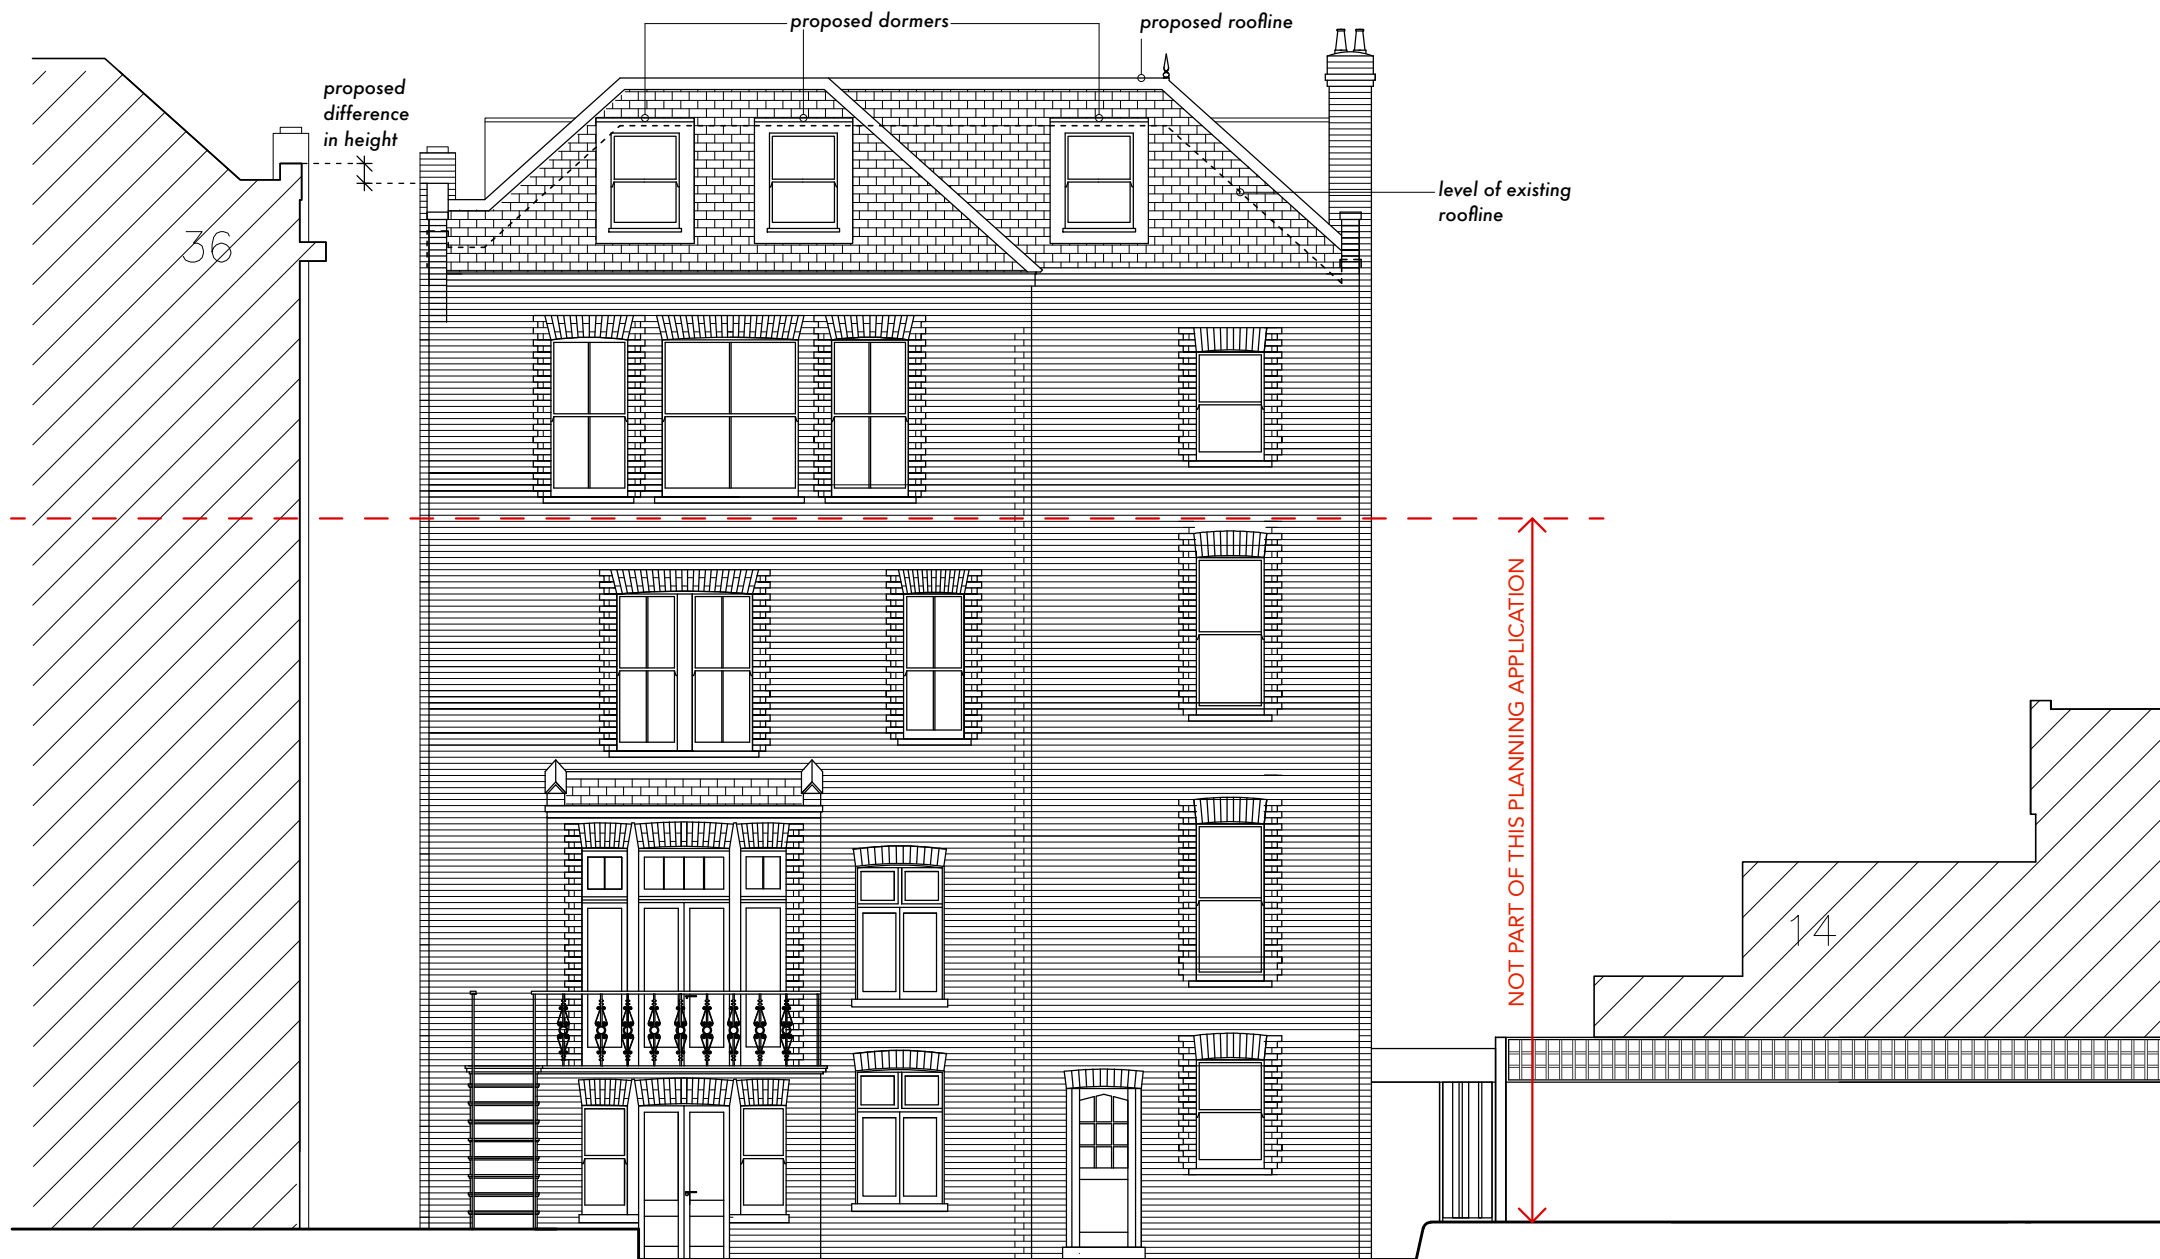 proposed dormers
proposed roofline
proposed
difference
in height
level of existing
roofline
36
NOT PART OF THIS PLANNING APPLICATION
14